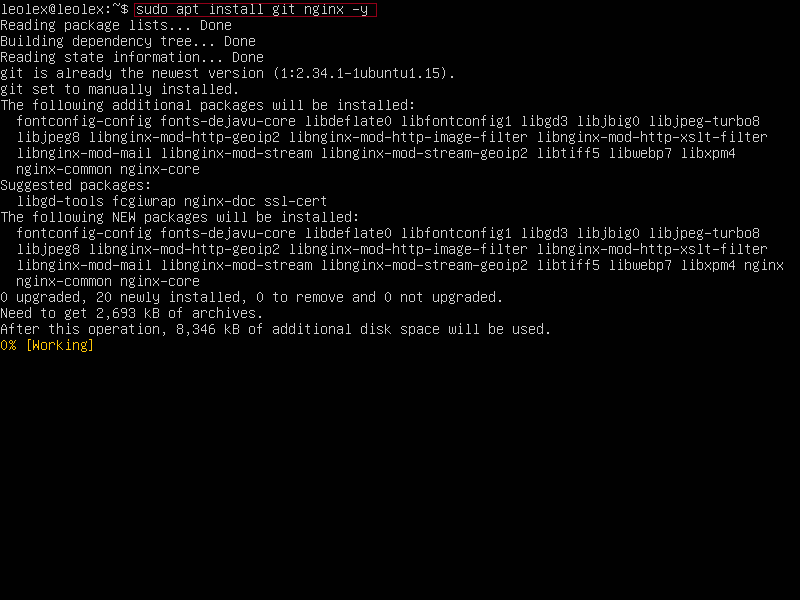 leolex@leolex:~$ sudo apt install git nginx -y
Reading package lists... Done
Building dependency tree... Done
Reading state information... Done
git is already the newest version (1:2.34.1-1ubuntu1.15).
git set to manually installed.
The following additional packages will be installed:
  fontconfig-config fonts-dejavu-core libdeflate0 libfontconfig1 libgd3 libjbig0 libjpeg-turbo8
  libjpeg8 libnginx-mod-http-geoip2 libnginx-mod-http-image-filter libnginx-mod-http-xslt-filter
  libnginx-mod-mail libnginx-mod-stream libnginx-mod-stream-geoip2 libtiff5 libwebp7 libxpm4
  nginx-common nginx-core
Suggested packages:
  libgd-tools fcgiwrap nginx-doc ssl-cert
The following NEW packages will be installed:
  fontconfig-config fonts-dejavu-core libdeflate0 libfontconfig1 libgd3 libjbig0 libjpeg-turbo8
  libjpeg8 libnginx-mod-http-geoip2 libnginx-mod-http-image-filter libnginx-mod-http-xslt-filter
  libnginx-mod-mail libnginx-mod-stream libnginx-mod-stream-geoip2 libtiff5 libwebp7 libxpm4 nginx
  nginx-common nginx-core
0 upgraded, 20 newly installed, 0 to remove and 0 not upgraded.
Need to get 2,693 kB of archives.
After this operation, 8,346 kB of additional disk space will be used.
0% [Working]